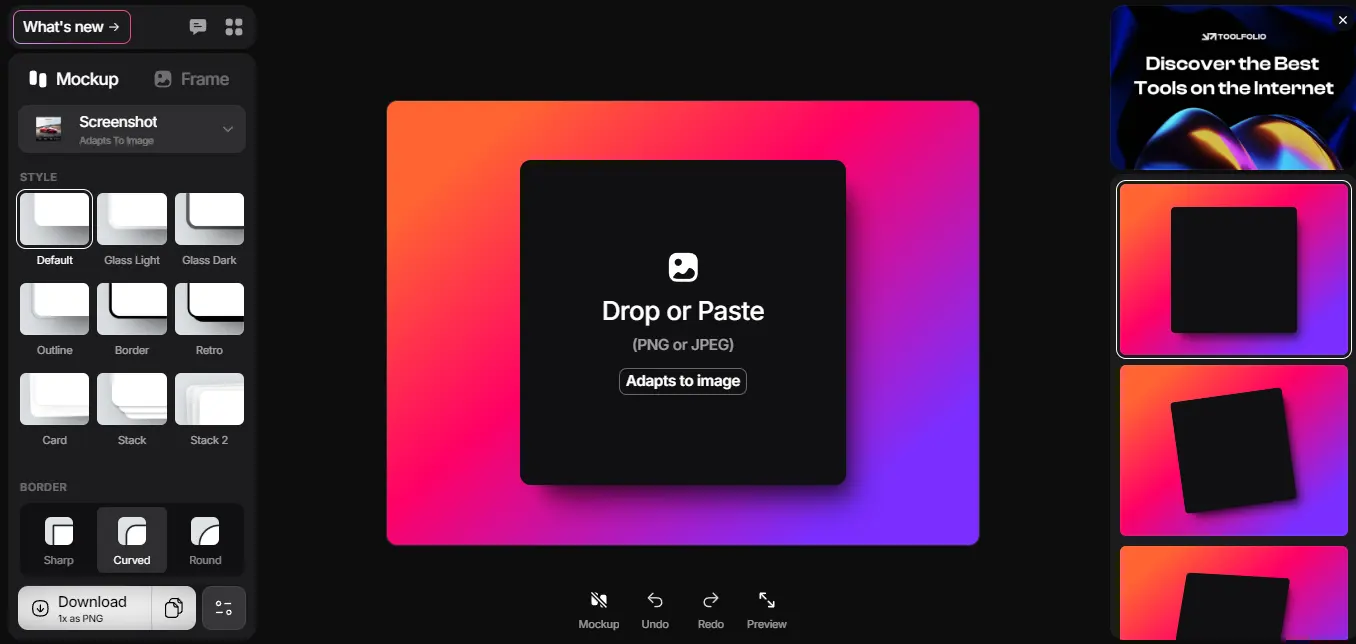 What's new →
Mockup
Frame
Screenshot
Adapts To Image
STYLE
Default
Glass Light
Glass Dark
Outline
Border
Retro
Card
Stack
Stack 2
BORDER
Sharp
Curved
Round
Download
1x as PNG
Drop or Paste
(PNG or JPEG)
Adapts to image
Mockup
Undo
Redo
Preview
TOOLFOLIO
Discover the Best
Tools on the Internet